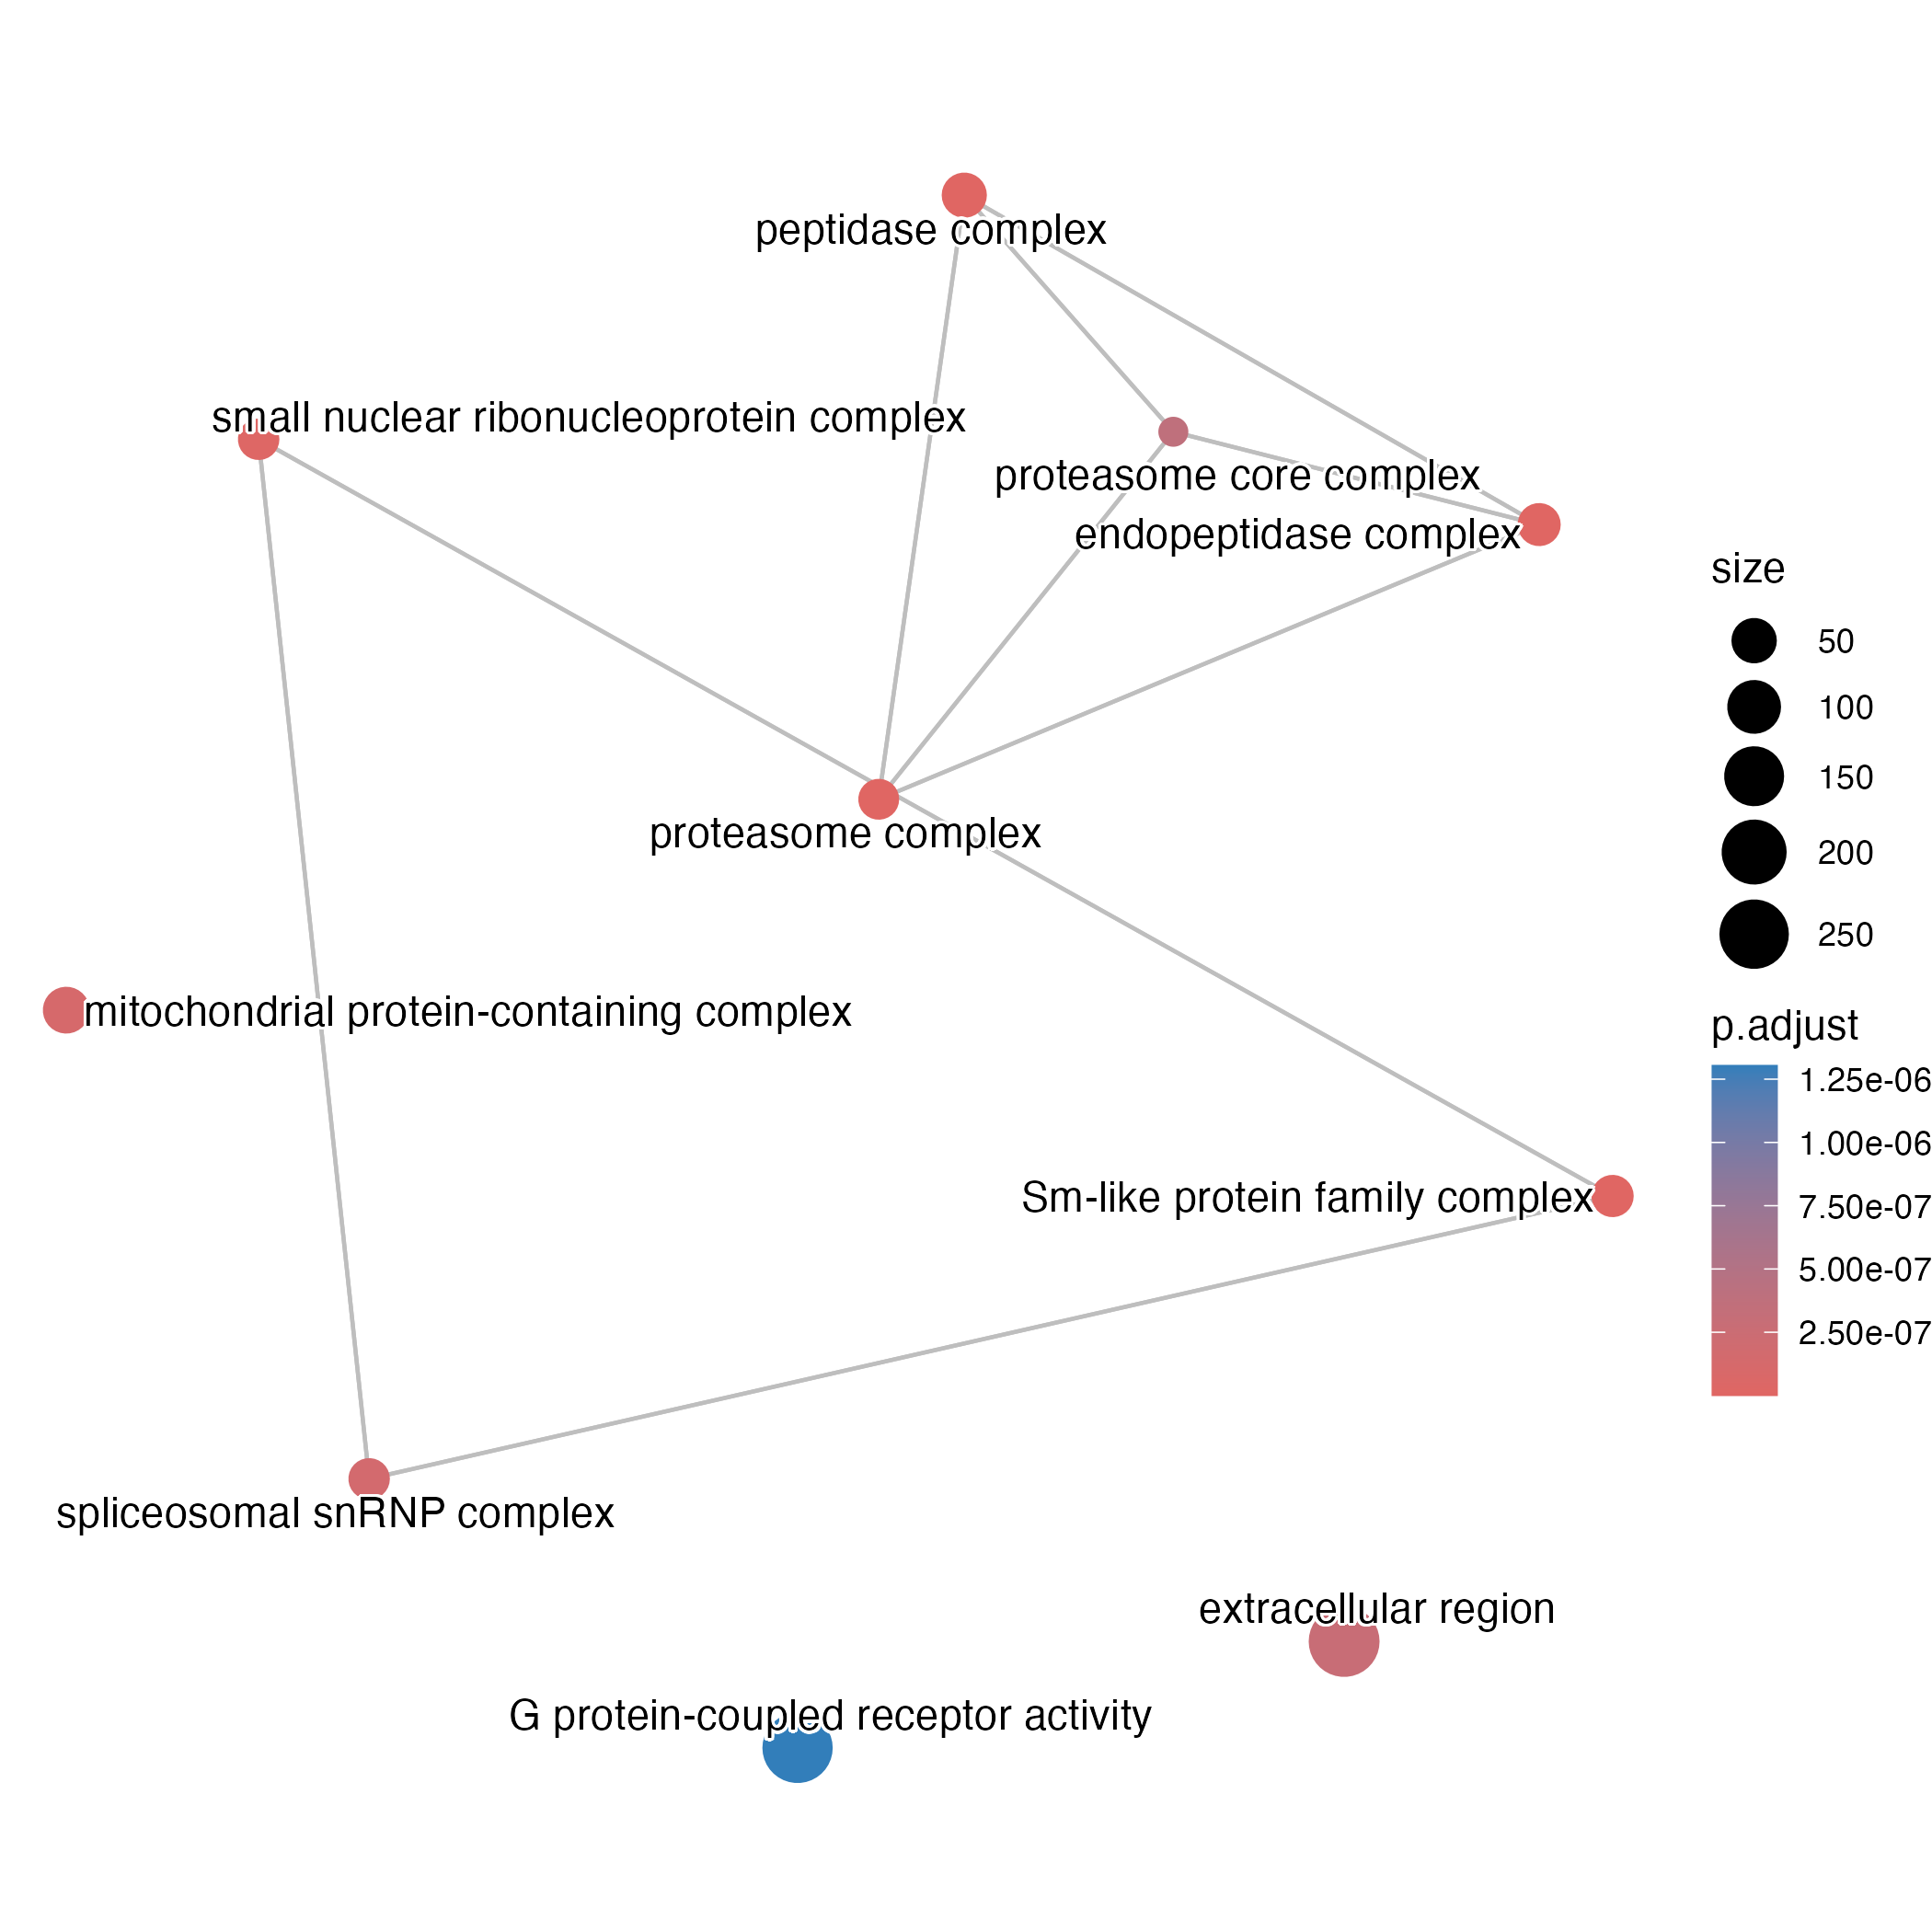 peptidase complex
small nuclear ribonucleoprotein complex
proteasome core complex
endopeptidase complex
proteasome complex
mitochondrial protein-containing complex
Sm-like protein family complex
spliceosomal snRNP complex
extracellular region
G protein-coupled receptor activity
size
50
100
150
200
250
p.adjust
1.25e-06
1.00e-06
7.50e-07
5.00e-07
2.50e-07